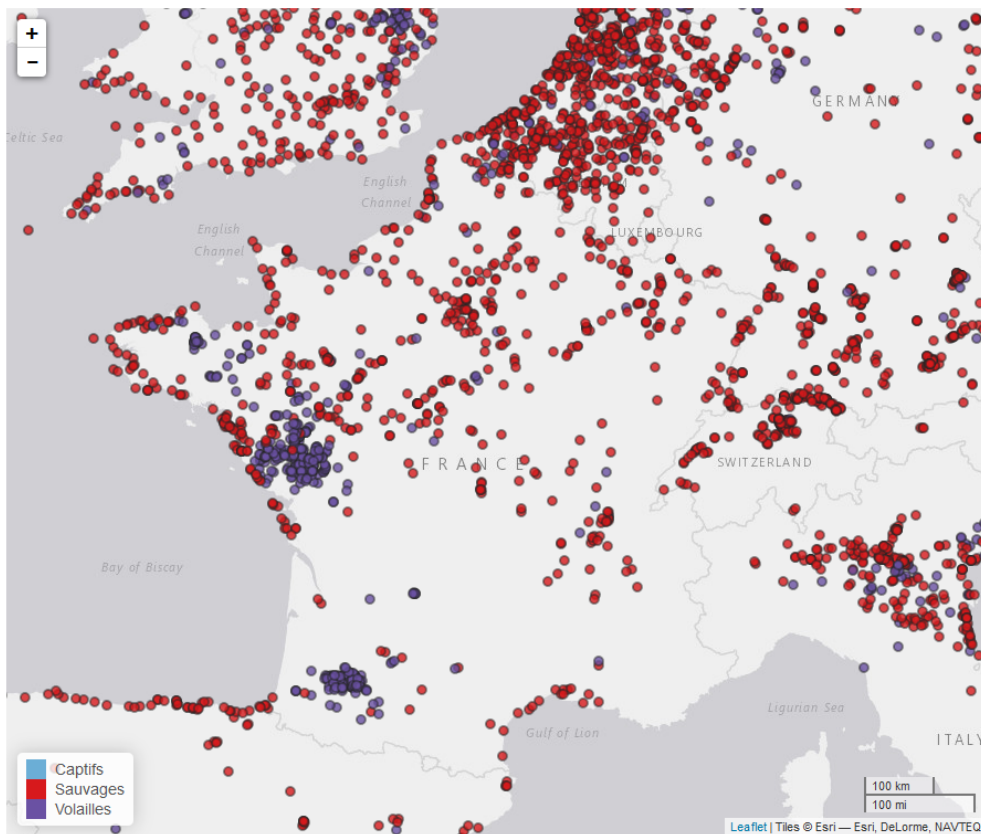 +
−
Celtic Sea
GERMANY
English
Channel
English
Channel
LUXEMBOURG
FRANCE
SWITZERLAND
Bay of Biscay
Ligurian Sea
Gulf of Lion
ITALY
Captifs
Sauvages
Volailles
100 km
100 mi
Leaflet | Tiles © Esri — Esri, DeLorme, NAVTEQ